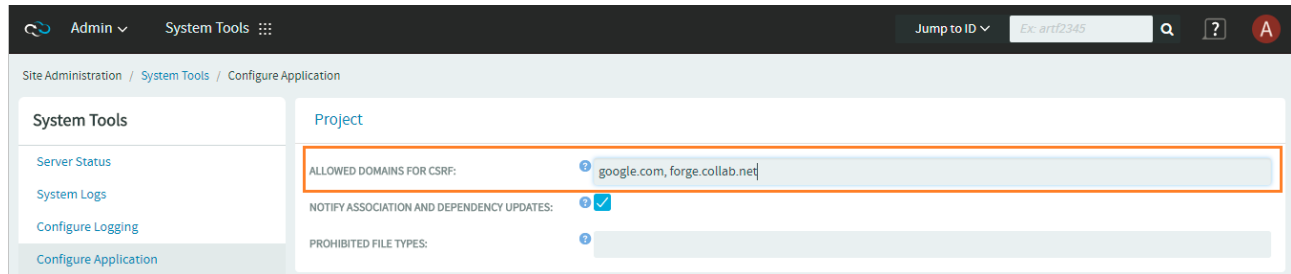 Admin System Tools Jump to ID Ex: artf2345 ? A
Site Administration / System Tools / Configure Application
System Tools
Server Status
System Logs
Configure Logging
Configure Application
Project
ALLOWED DOMAINS FOR CSRF: ? google.com, forge.collab.net
NOTIFY ASSOCIATION AND DEPENDENCY UPDATES: ?
PROHIBITED FILE TYPES: ?